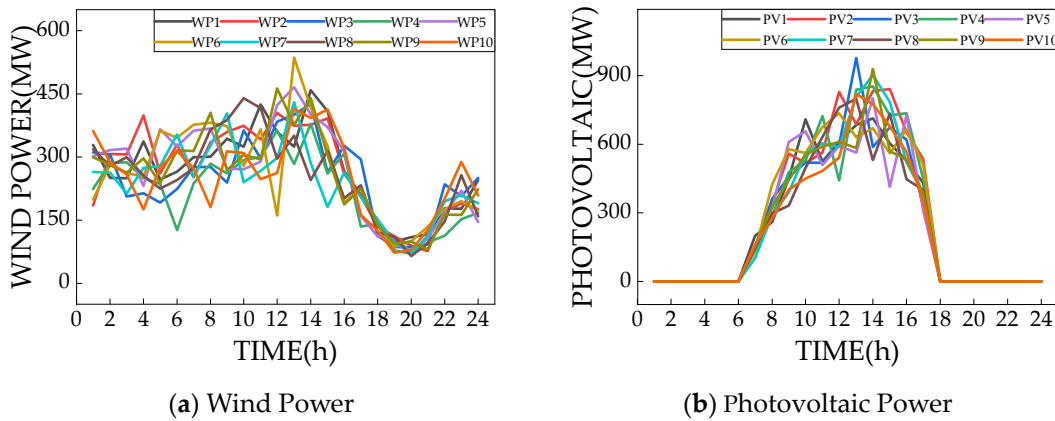 WIND POWER(MW)
600
450
300
150
0
WP1 WP2 WP3 WP4 WP5
WP6 WP7 WP8 WP9 WP10
0 2 4 6 8 10 12 14 16 18 20 22 24
TIME(h)
(a) Wind Power
PHOTOVOLTAIC(MW)
900
600
300
0
PV1 PV2 PV3 PV4 PV5
PV6 PV7 PV8 PV9 PV10
0 2 4 6 8 10 12 14 16 18 20 22 24
TIME(h)
(b) Photovoltaic Power